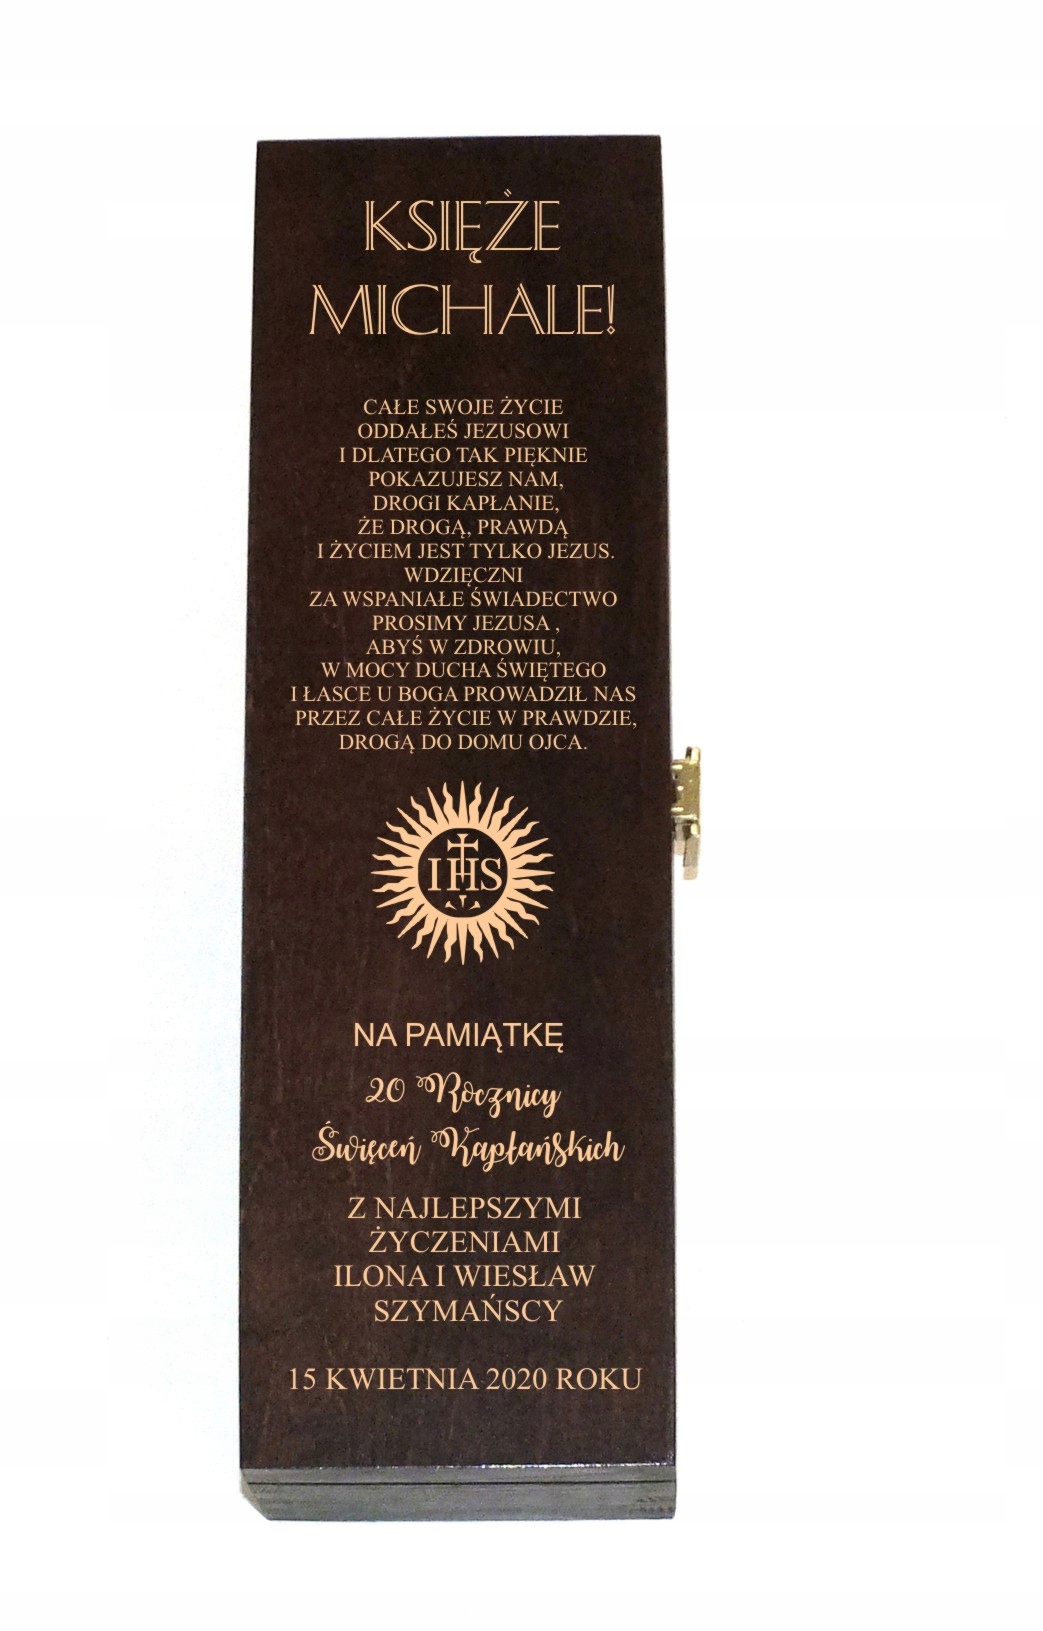 KSIĘŻE
MICHALE!
CAŁE SWOJE ŻYCIE
ODDAŁEŚ JEZUSOWI
I DLATEGO TAK PIĘKNIE
POKAZUJESZ NAM,
DROGI KAPŁANIE,
ŻE DROGĄ, PRAWDĄ
I ŻYCIEM JEST TYLKO JEZUS.
WDZIĘCZNI
ZA WSPANIAŁE ŚWIADECTWO
PROSIMY JEZUSA ,
ABYŚ W ZDROWIU,
W MOCY DUCHA ŚWIĘTEGO
I ŁASCE U BOGA PROWADZIŁ NAS
PRZEZ CAŁE ŻYCIE W PRAWDZIE,
DROGĄ DO DOMU OJCA.
IHS
NA PAMIĄTKĘ
20 Rocznicy
Święceń Kapłańskich
Z NAJLEPSZYMI
ŻYCZENIAMI
ILONA I WIESŁAW
SZYMAŃSCY
15 KWIETNIA 2020 ROKU